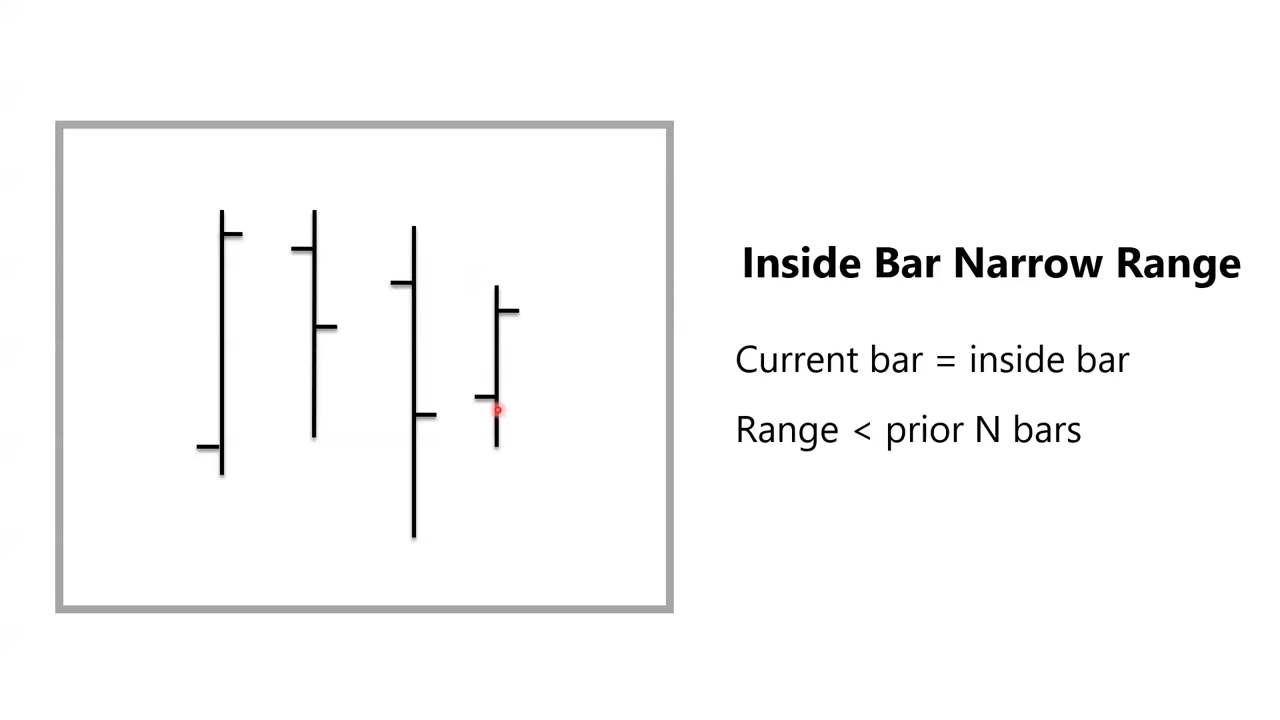 Inside Bar Narrow Range
Current bar = inside bar
Range < prior N bars